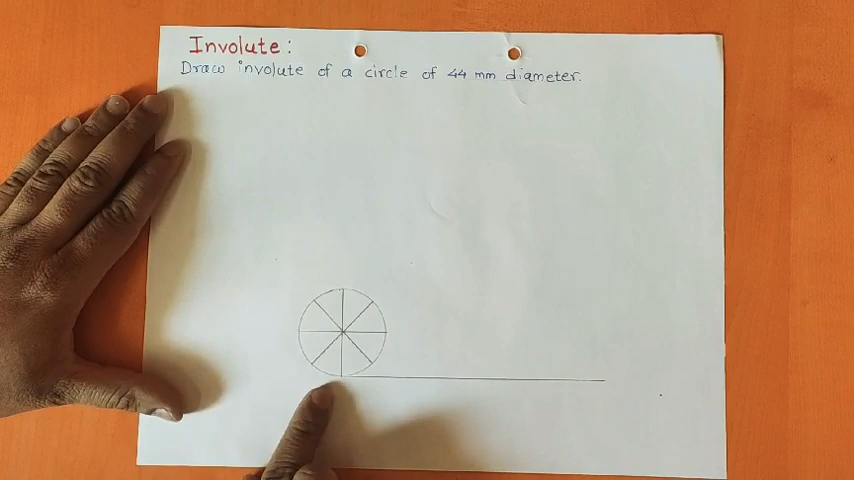 Involute:
Draw involute of a circle of 44 mm diameter.